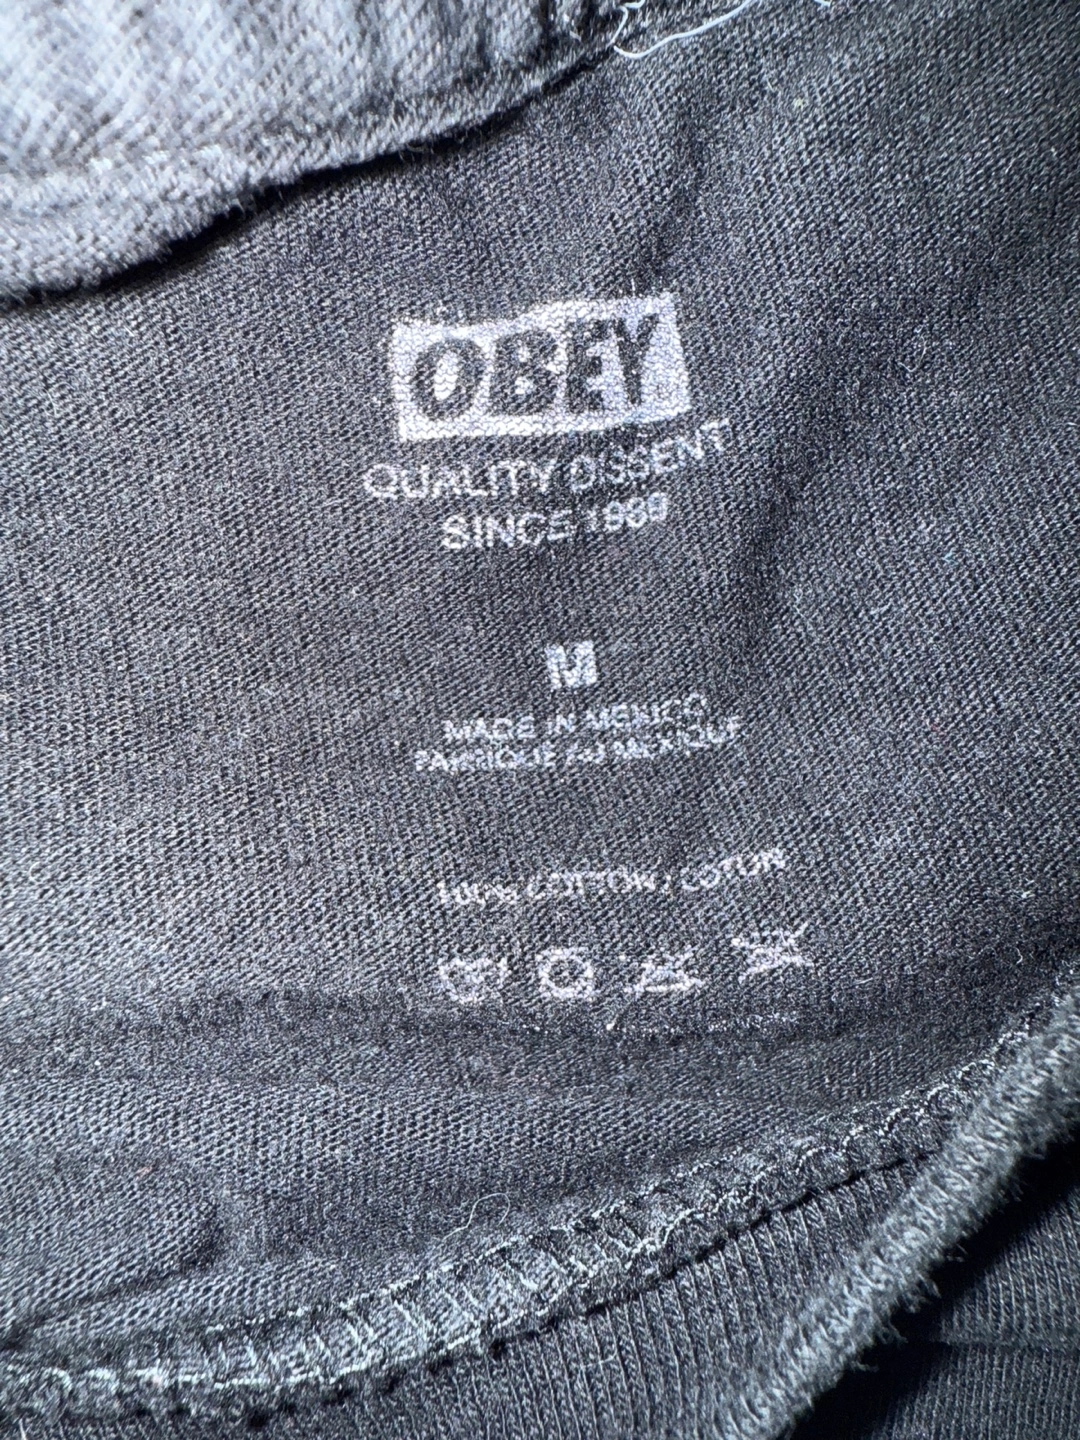 OBEY
QUALITY DISSENT
SINCE 1989
M
MADE IN MEXICO
FABRIQUE AU MEXIQUE
100% COTTON / COTON